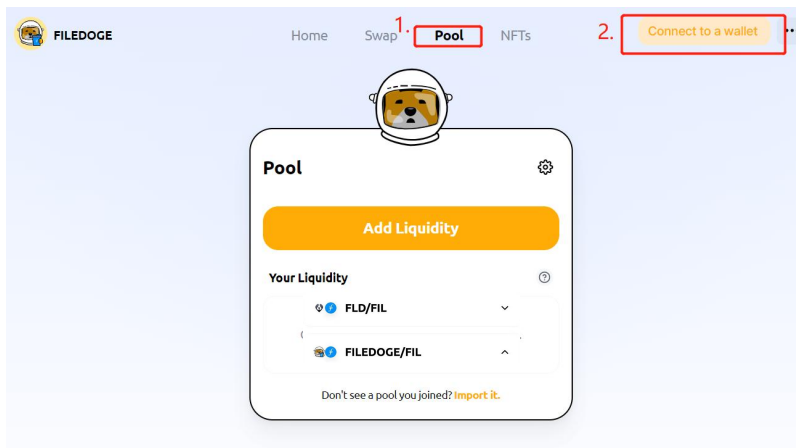 FILEDOGE
Home Swap 1. Pool NFTs 2. Connect to a wallet ...
Pool
Add Liquidity
Your Liquidity
FLD/FIL
FILEDOGE/FIL
Don't see a pool you joined? Import it.